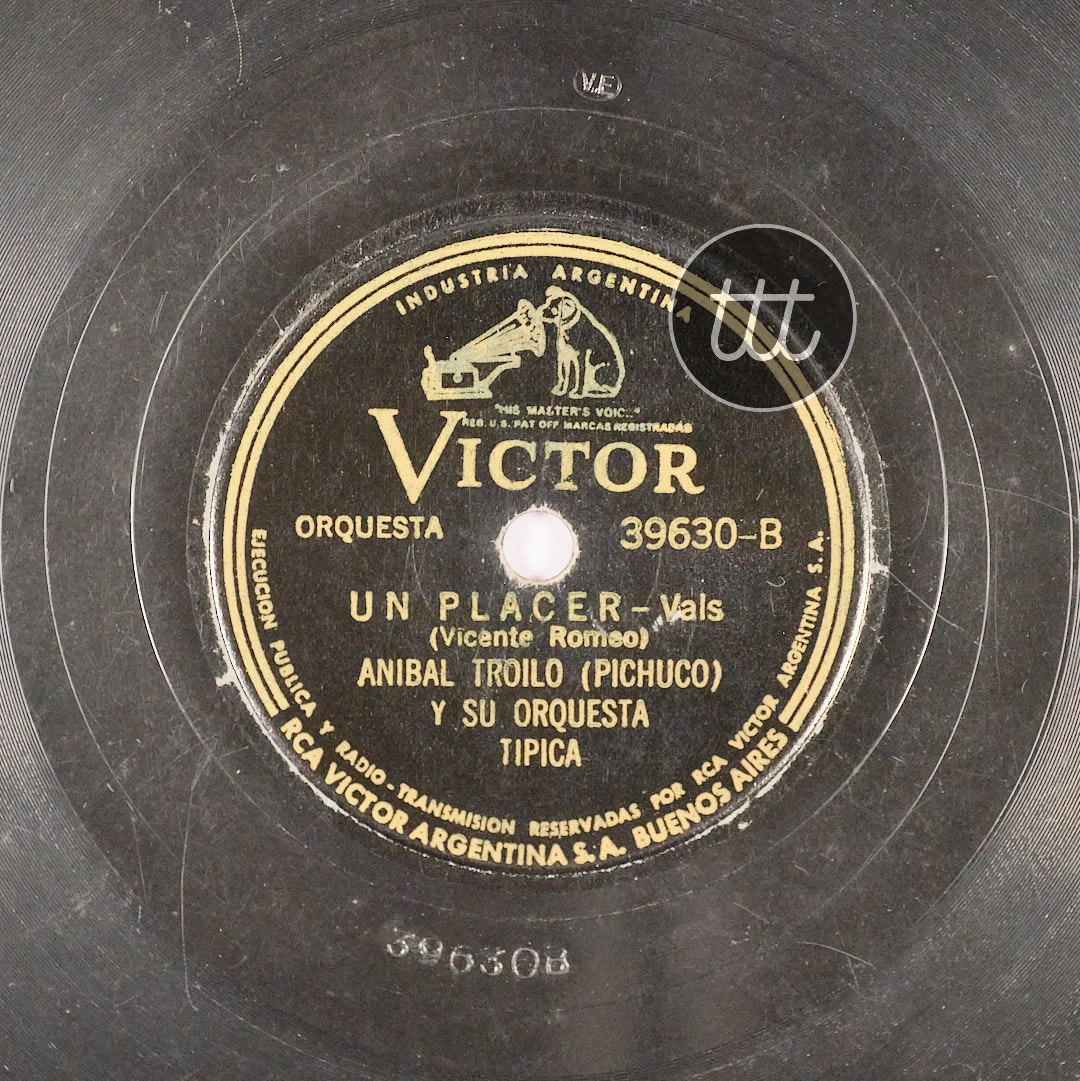 V.E
INDUSTRIA ARGENTINA
ttt
"HIS MASTER'S VOICE"
REG. U.S. PAT OFF MARCAS REGISTRADAS
VICTOR
ORQUESTA 39630-B
UN PLACER - Vals
(Vicente Romeo)
ANIBAL TROILO (PICHUCO)
Y SU ORQUESTA
TIPICA
EJECUCION PUBLICA Y RADIO-TRANSMISION RESERVADAS POR RCA VICTOR ARGENTINA S.A.
RCA VICTOR ARGENTINA S.A. BUENOS AIRES
39630B